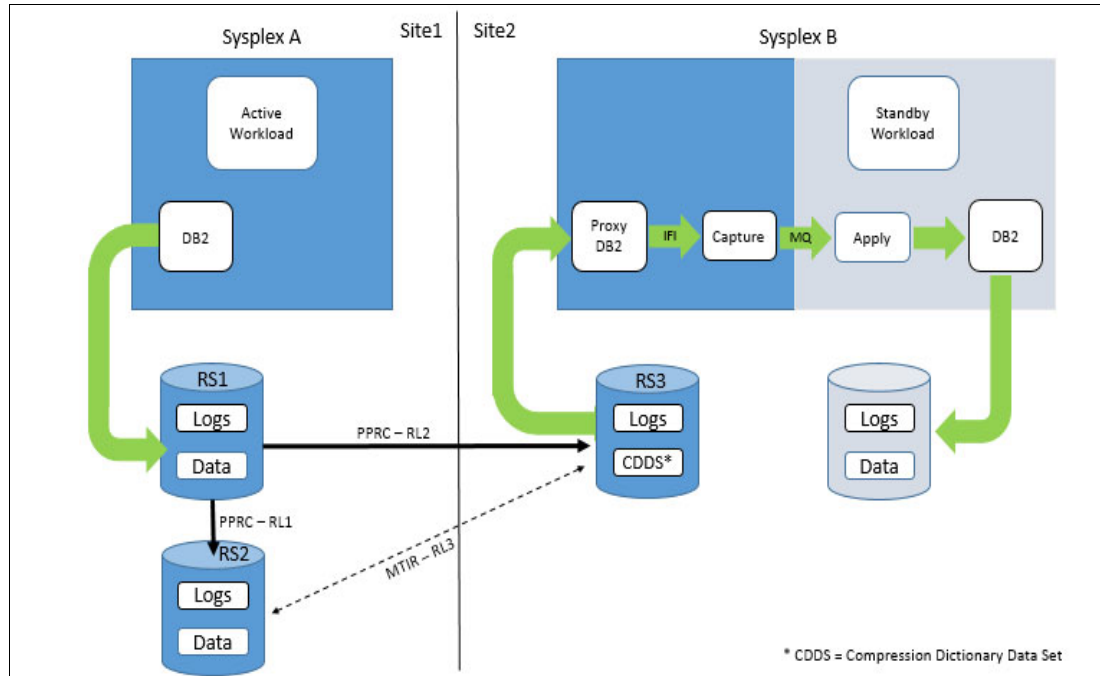 Sysplex A
Site1
Site2
Sysplex B
Active
Workload
Standby
Workload
DB2
Proxy
DB2
IFI
Capture
MQ
Apply
DB2
RS1
Logs
Data
PPRC – RL2
RS3
Logs
CDDS*
Logs
Data
PPRC – RL1
MTIR – RL3
RS2
Logs
Data
* CDDS = Compression Dictionary Data Set